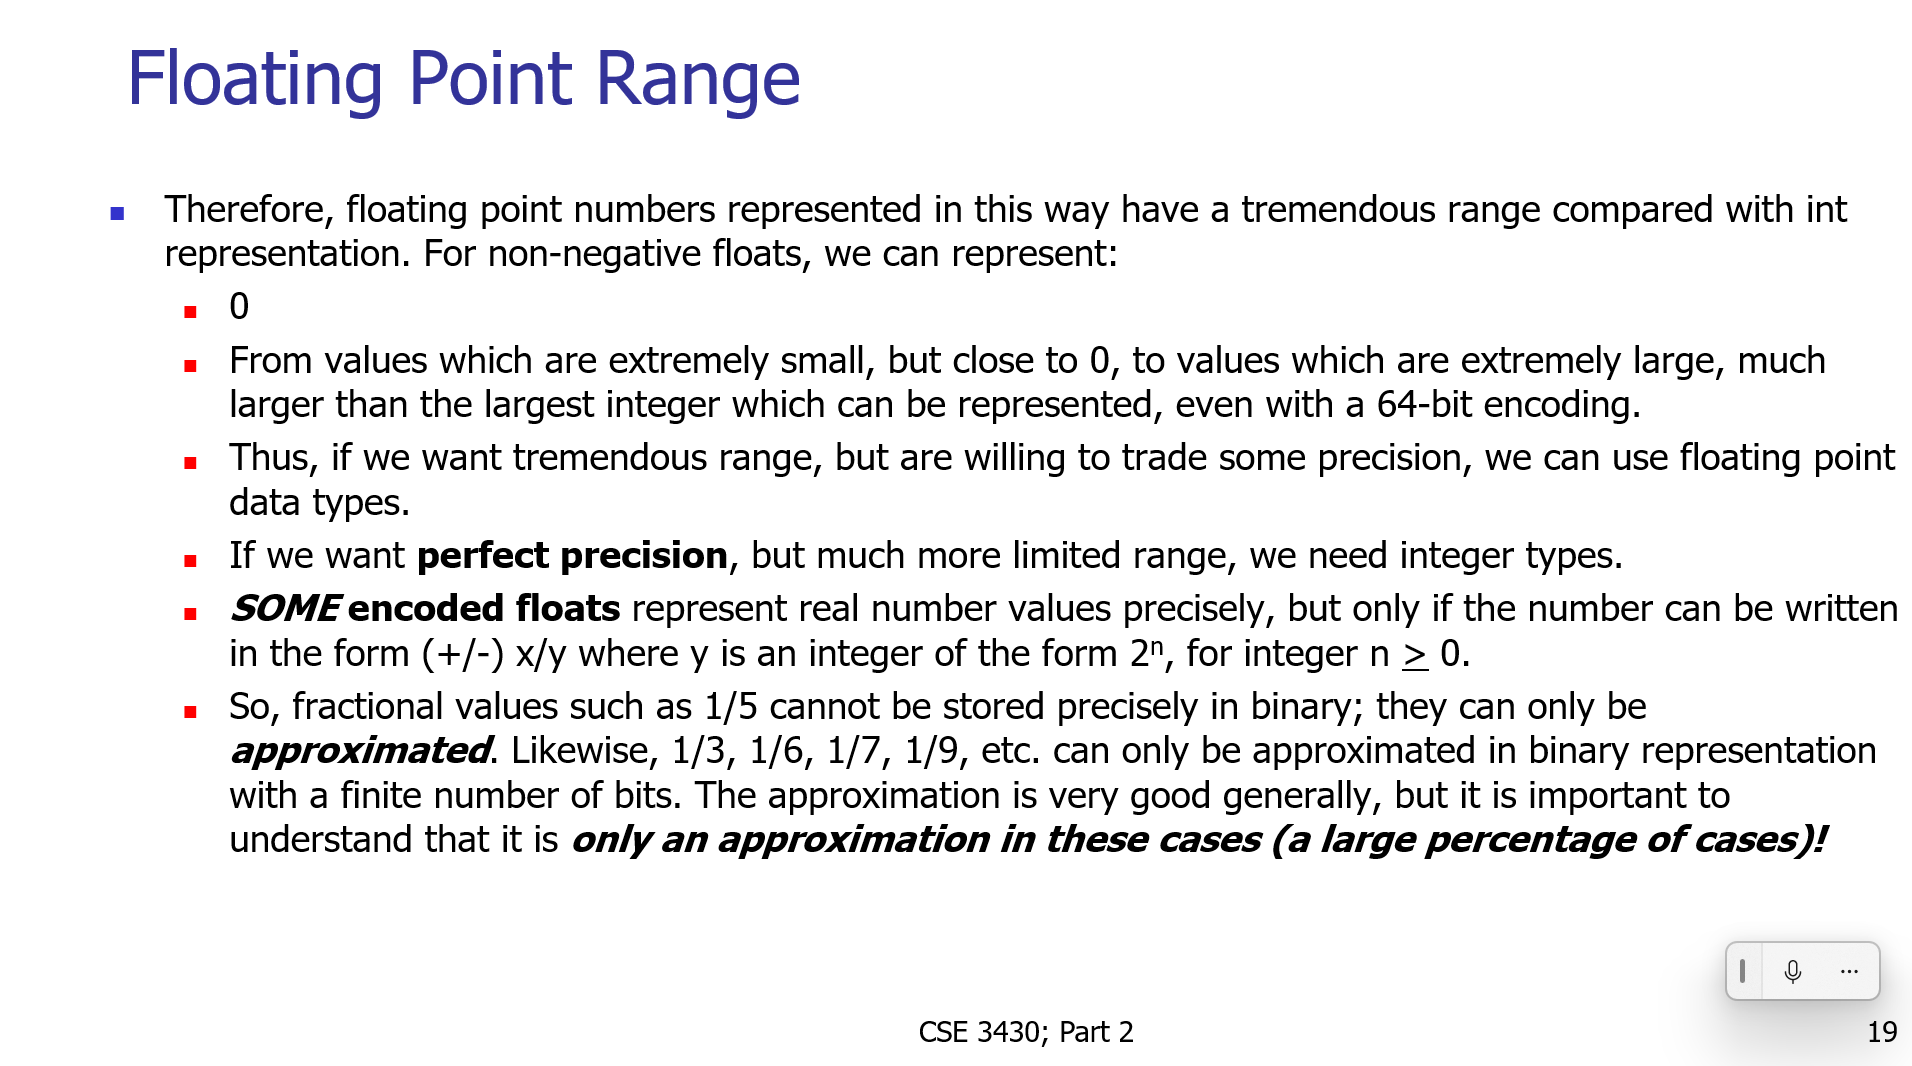 Floating Point Range
Therefore, floating point numbers represented in this way have a tremendous range compared with int
representation. For non-negative floats, we can represent:
0
From values which are extremely small, but close to 0, to values which are extremely large, much
larger than the largest integer which can be represented, even with a 64-bit encoding.
Thus, if we want tremendous range, but are willing to trade some precision, we can use floating point
data types.
If we want perfect precision, but much more limited range, we need integer types.
SOME encoded floats represent real number values precisely, but only if the number can be written
in the form (+/-) x/y where y is an integer of the form 2ⁿ, for integer n > 0.
So, fractional values such as 1/5 cannot be stored precisely in binary; they can only be
approximated. Likewise, 1/3, 1/6, 1/7, 1/9, etc. can only be approximated in binary representation
with a finite number of bits. The approximation is very good generally, but it is important to
understand that it is only an approximation in these cases (a large percentage of cases)!
CSE 3430; Part 2
19